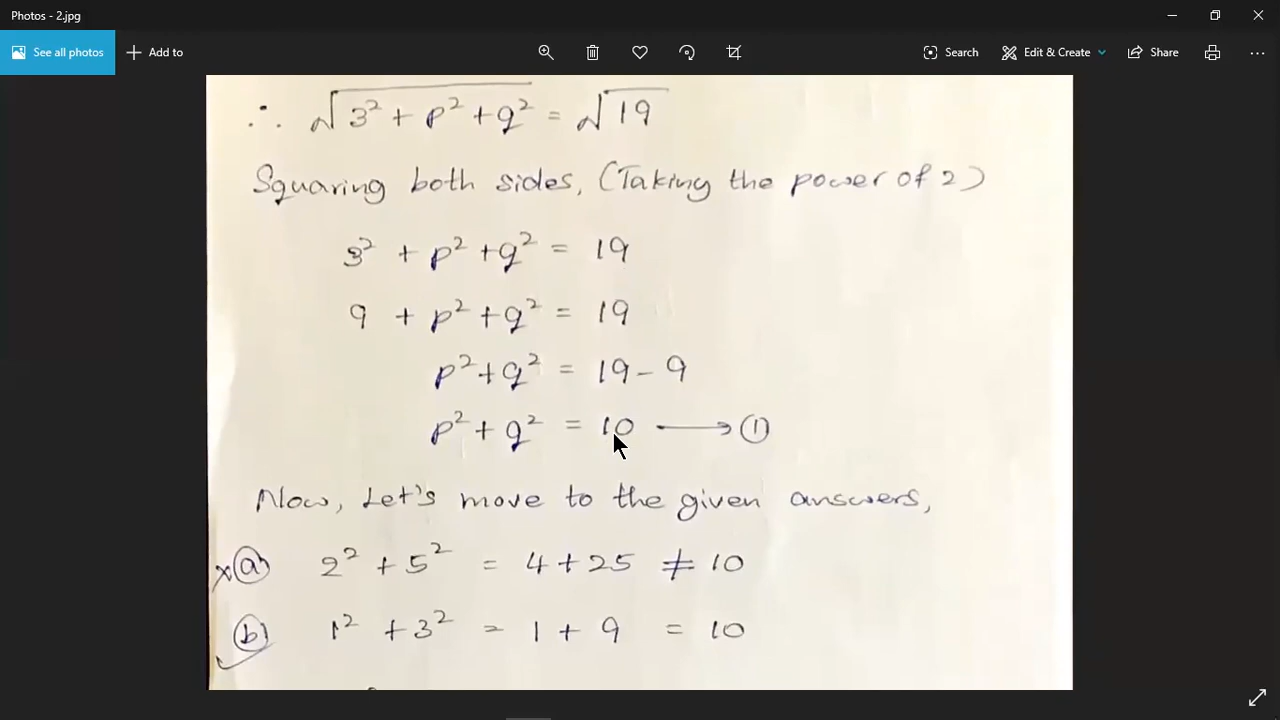 Photos - 2.jpg
See all photos
Add to
Search
Edit & Create
Share
∴ √3² + p² + q² = √19
Squaring both sides, (Taking the power of 2)
3² + p² + q² = 19
9 + p² + q² = 19
p² + q² = 19 - 9
p² + q² = 10 → ①
Now, Let's move to the given answers,
x (a) 2² + 5² = 4 + 25 ≠ 10
(b) 1² + 3² = 1 + 9 = 10